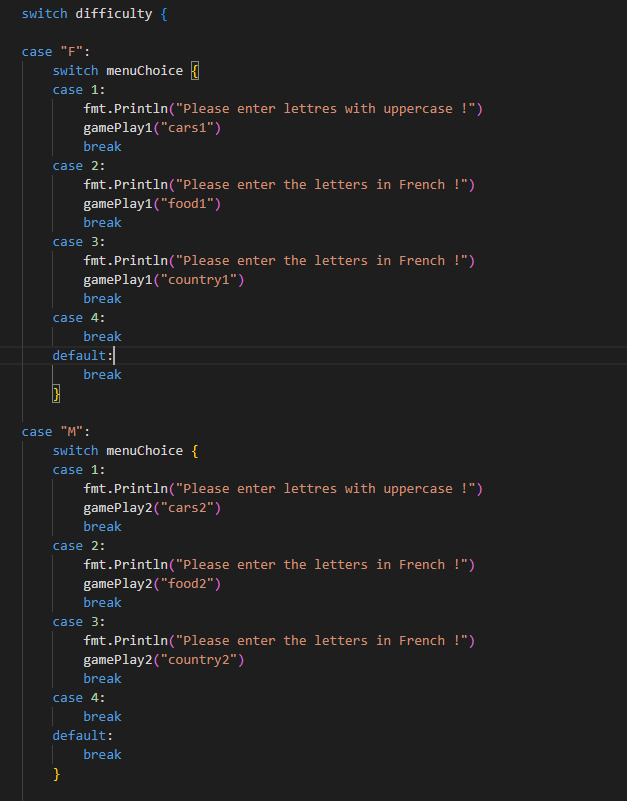 switch difficulty {
case "F":
switch menuChoice {
case 1:
fmt.Println("Please enter lettres with uppercase !")
gamePlay1("cars1")
break
case 2:
fmt.Println("Please enter the letters in French !")
gamePlay1("food1")
break
case 3:
fmt.Println("Please enter the letters in French !")
gamePlay1("country1")
break
case 4:
break
default:
break
}
case "M":
switch menuChoice {
case 1:
fmt.Println("Please enter lettres with uppercase !")
gamePlay2("cars2")
break
case 2:
fmt.Println("Please enter the letters in French !")
gamePlay2("food2")
break
case 3:
fmt.Println("Please enter the letters in French !")
gamePlay2("country2")
break
case 4:
break
default:
break
}